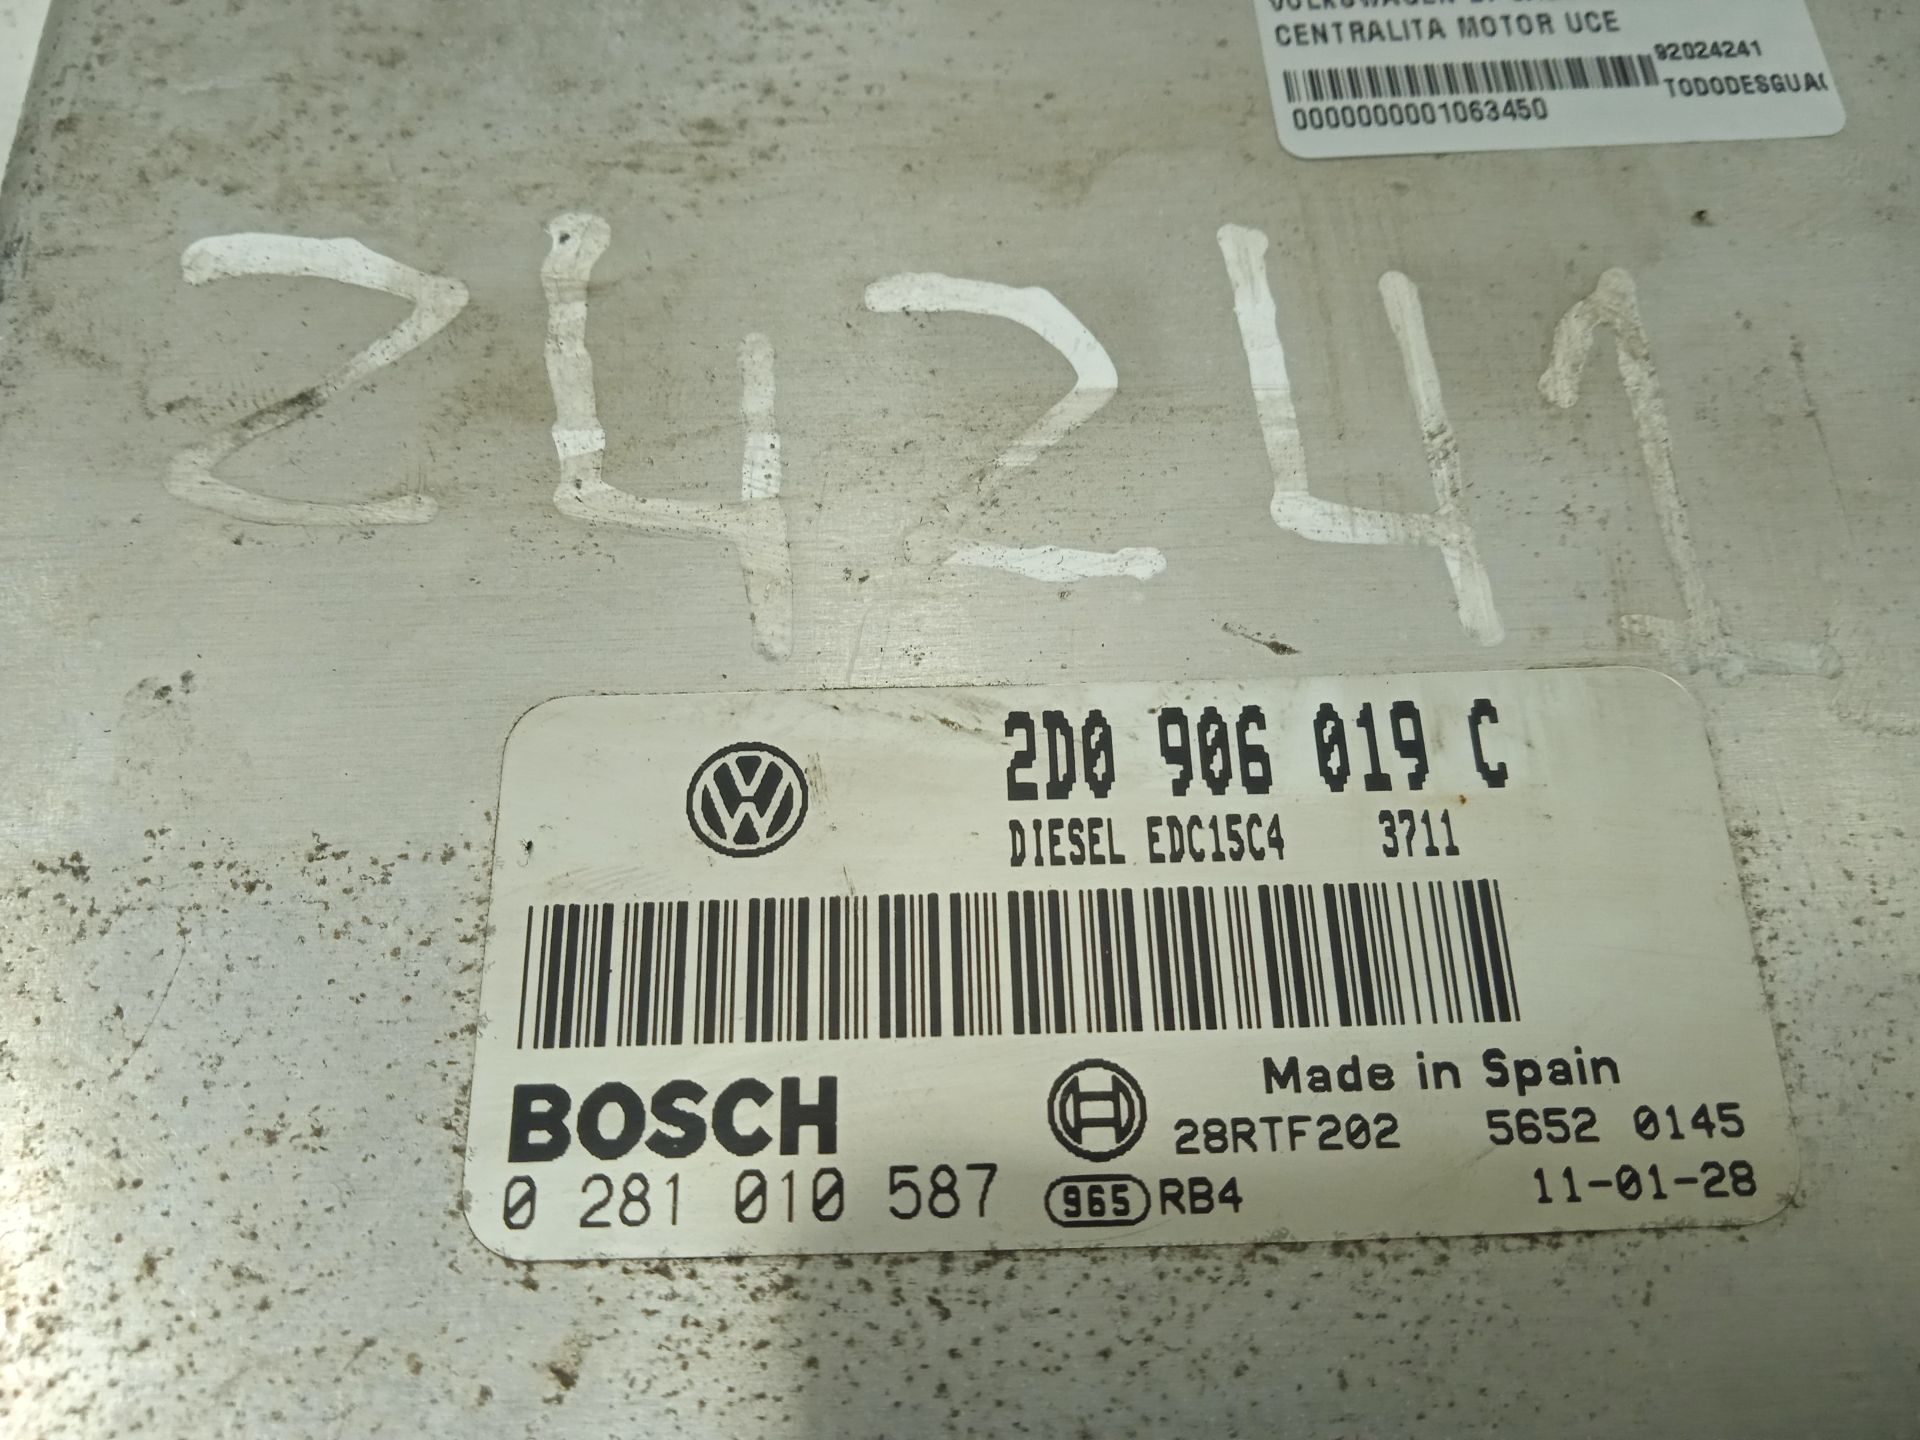 CENTRALITA MOTOR UCE
92024241
TODODESGUAC
0000000001063450
24241
2D0 906 019 C
DIESEL EDC15C4 3711
BOSCH
Made in Spain
28RTF202 5652 0145
0 281 010 587
965 RB4 11-01-28